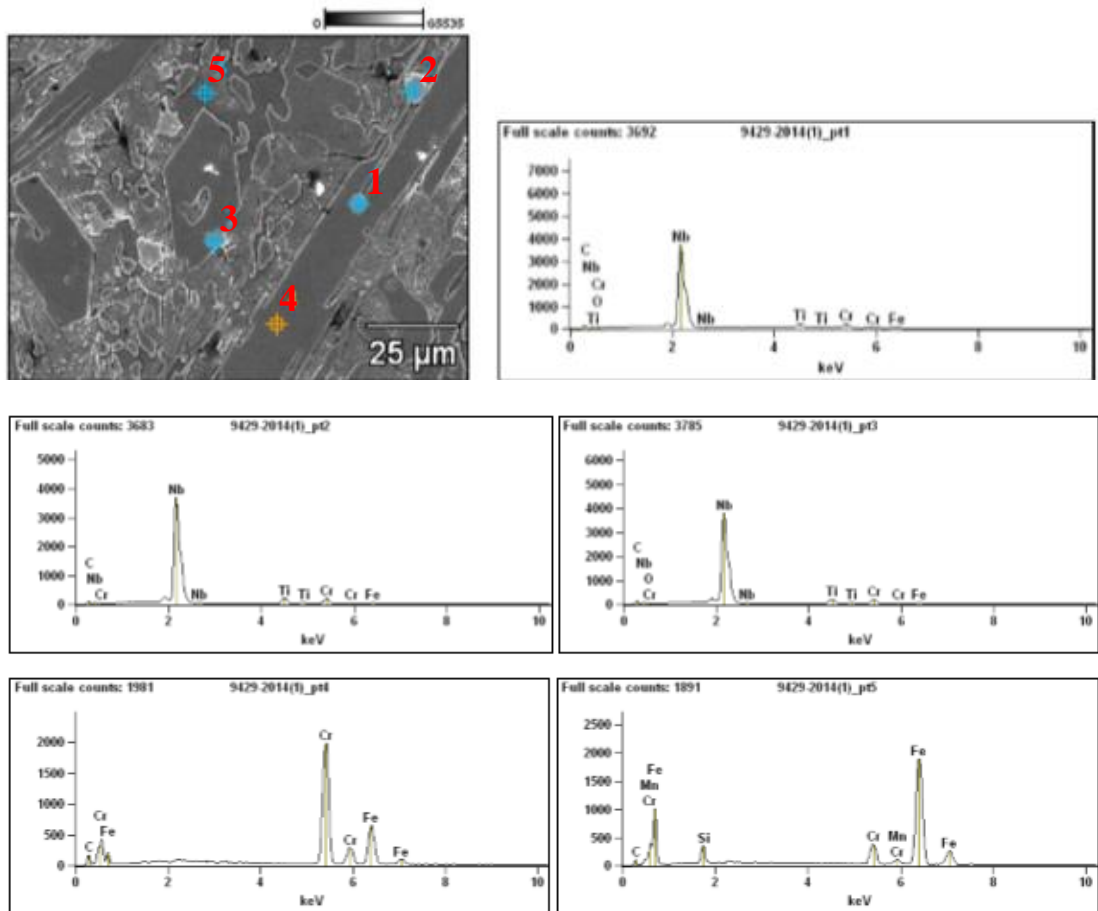 0 65535
5
2
1
3
4
25 µm
Full scale counts: 3692 9429-2014(1)_pt1
7000
6000
5000
4000
3000
2000
1000
0
Nb
C
Nb
Cr
O
Ti
Nb
Ti
Ti
Cr
Cr
Fe
0 2 4 6 8 10
keV
Full scale counts: 3683 9429-2014(1)_pt2
5000
4000
3000
2000
1000
0
Nb
C
Nb
Cr
Nb
Ti
Ti
Cr
Cr
Fe
0 2 4 6 8 10
keV
Full scale counts: 3785 9429-2014(1)_pt3
6000
5000
4000
3000
2000
1000
0
Nb
C
Nb
O
Cr
Nb
Ti
Ti
Cr
Cr
Fe
0 2 4 6 8 10
keV
Full scale counts: 1981 9429-2014(1)_pt4
2000
1500
1000
500
0
Cr
Cr
Fe
C
Cr
Fe
Fe
0 2 4 6 8 10
keV
Full scale counts: 1891 9429-2014(1)_pt5
2500
2000
1500
1000
500
0
Fe
Fe
Mn
Cr
C
Si
Cr
Mn
Cr
Fe
0 2 4 6 8 10
keV